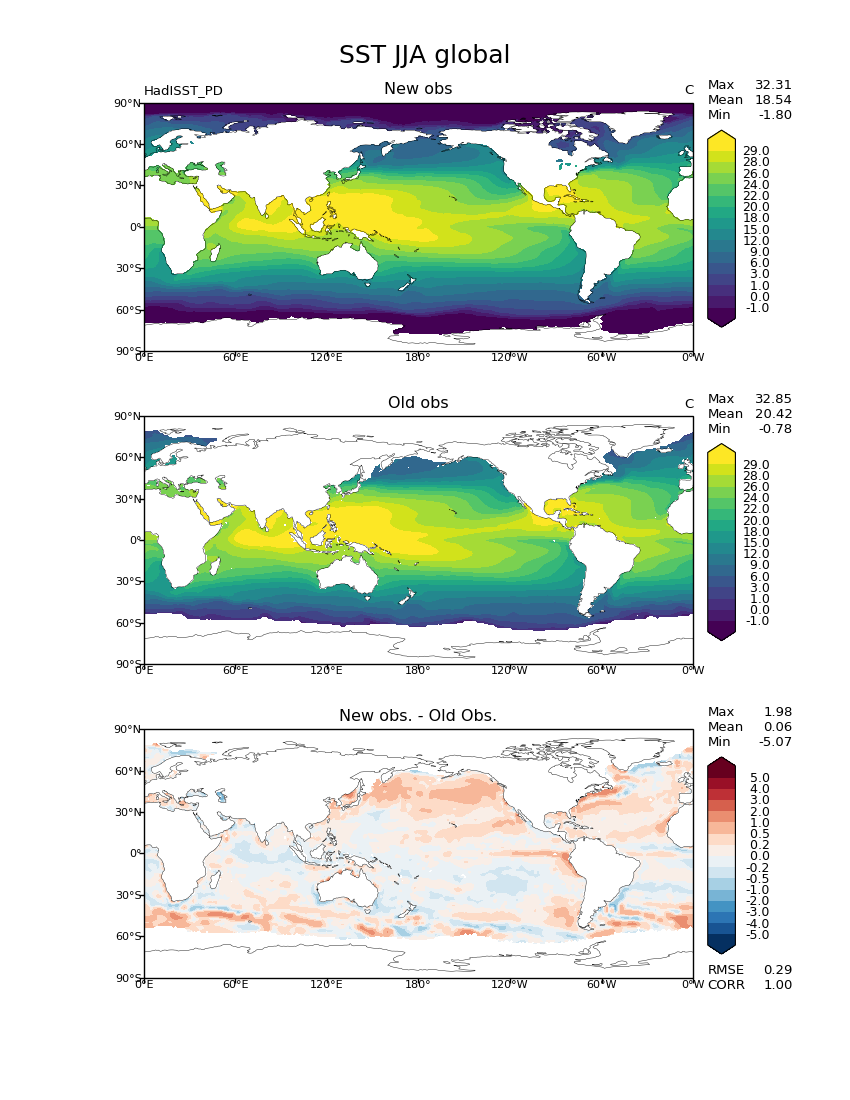 SST JJA global
HadISST_PD New obs C
Max 32.31
Mean 18.54
Min -1.80
90°N
60°N
30°N
0°
30°S
60°S
90°S
0°E 60°E 120°E 180° 120°W 60°W 0°W
29.0
28.0
26.0
24.0
22.0
20.0
18.0
15.0
12.0
9.0
6.0
3.0
1.0
0.0
-1.0
Old obs C
Max 32.85
Mean 20.42
Min -0.78
90°N
60°N
30°N
0°
30°S
60°S
90°S
0°E 60°E 120°E 180° 120°W 60°W 0°W
29.0
28.0
26.0
24.0
22.0
20.0
18.0
15.0
12.0
9.0
6.0
3.0
1.0
0.0
-1.0
New obs. - Old Obs.
Max 1.98
Mean 0.06
Min -5.07
90°N
60°N
30°N
0°
30°S
60°S
90°S
0°E 60°E 120°E 180° 120°W 60°W 0°W
5.0
4.0
3.0
2.0
1.0
0.5
0.2
0.0
-0.2
-0.5
-1.0
-2.0
-3.0
-4.0
-5.0
RMSE 0.29
CORR 1.00